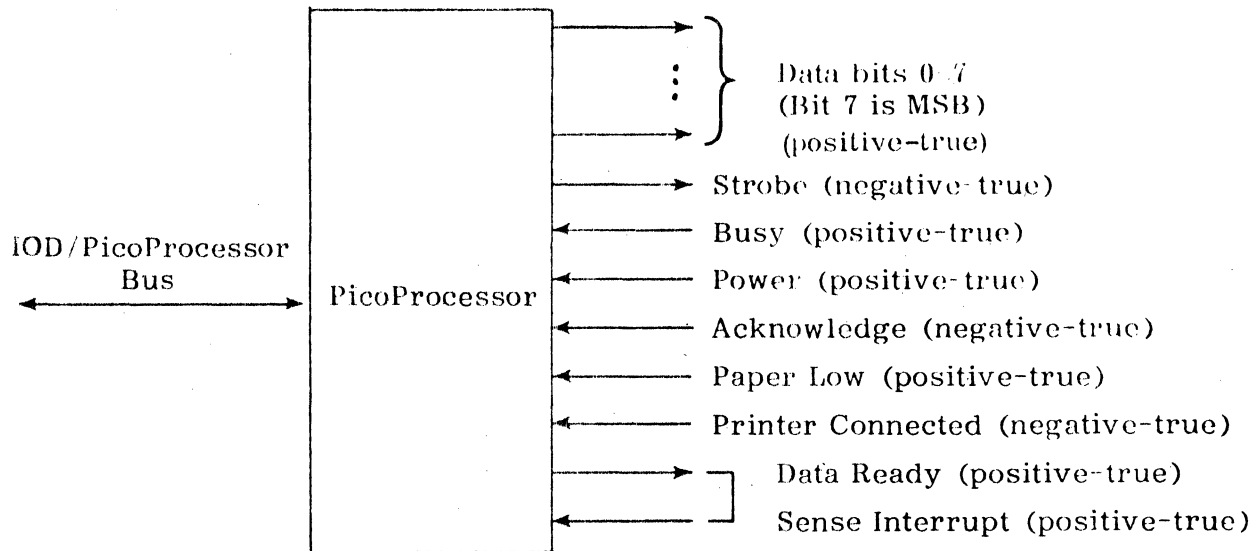 Data bits 0-7
(Bit 7 is MSB)
(positive-true)
Strobe (negative-true)
Busy (positive-true)
IOD/PicoProcessor
Bus
Power (positive-true)
PicoProcessor
Acknowledge (negative-true)
Paper Low (positive-true)
Printer Connected (negative-true)
Data Ready (positive-true)
Sense Interrupt (positive-true)